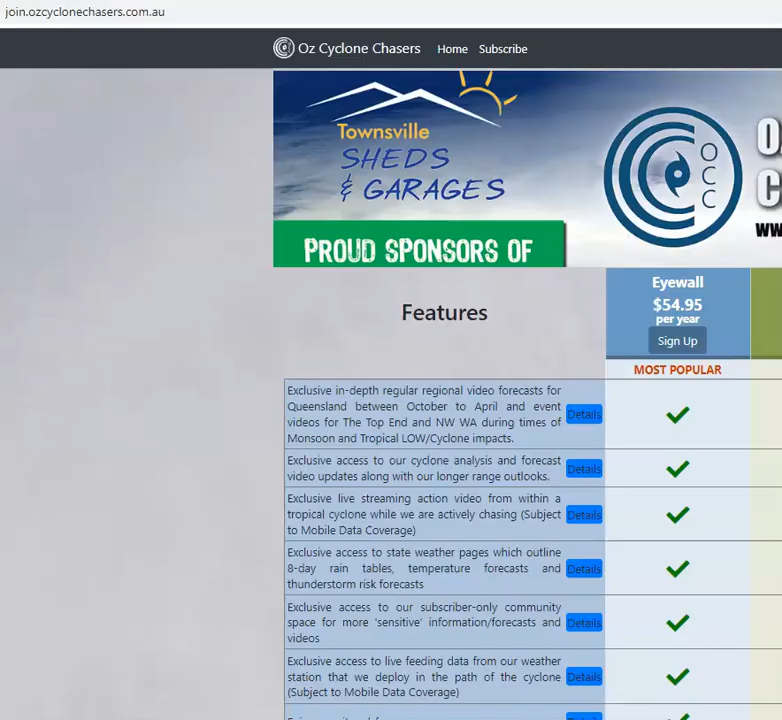 join.ozcyclonechasers.com.au
Oz Cyclone Chasers Home Subscribe
Townsville
SHEDS
& GARAGES
PROUD SPONSORS OF
OCC
Eyewall
$54.95
per year
Sign Up
Features
MOST POPULAR
Exclusive in-depth regular regional video forecasts for
Queensland between October to April and event
videos for The Top End and NW WA during times of
Monsoon and Tropical LOW/Cyclone impacts.
Details
Exclusive access to our cyclone analysis and forecast
video updates along with our longer range outlooks.
Details
Exclusive live streaming action video from within a
tropical cyclone while we are actively chasing (Subject
to Mobile Data Coverage)
Details
Exclusive access to state weather pages which outline
8-day rain tables, temperature forecasts and
thunderstorm risk forecasts
Details
Exclusive access to our subscriber-only community
space for more 'sensitive' information/forecasts and
videos
Details
Exclusive access to live feeding data from our weather
station that we deploy in the path of the cyclone
(Subject to Mobile Data Coverage)
Details